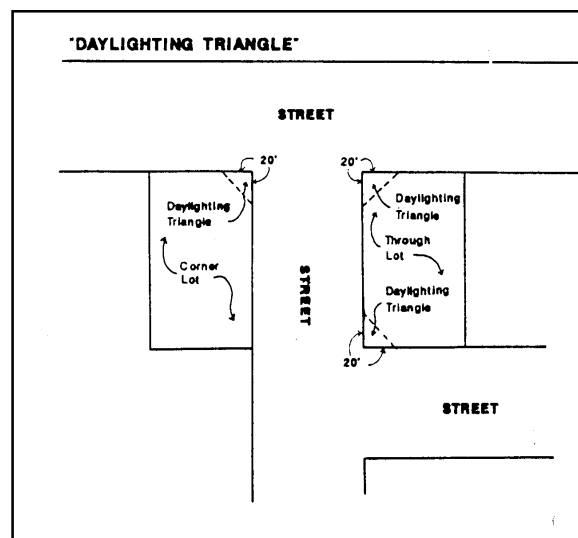 "DAYLIGHTING TRIANGLE"
STREET
20'
20'
Daylighting
Triangle
Daylighting
Triangle
Corner
Lot
Through
Lot
STREET
Daylighting
Triangle
20'
STREET